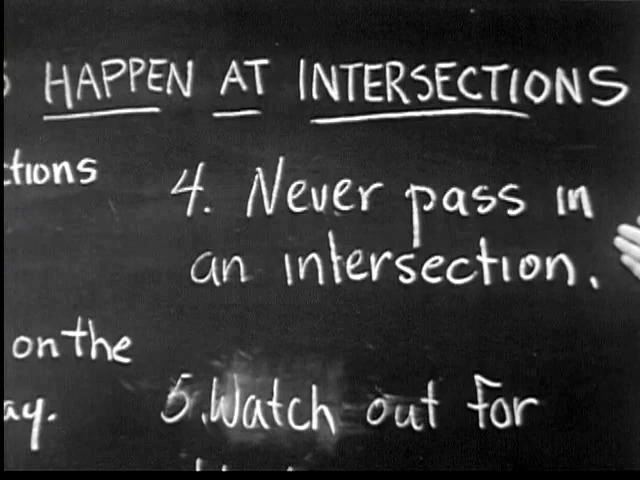 HAPPEN AT INTERSECTIONS
ctions
4. Never pass in
an intersection.
on the
ay.
5. Watch out for